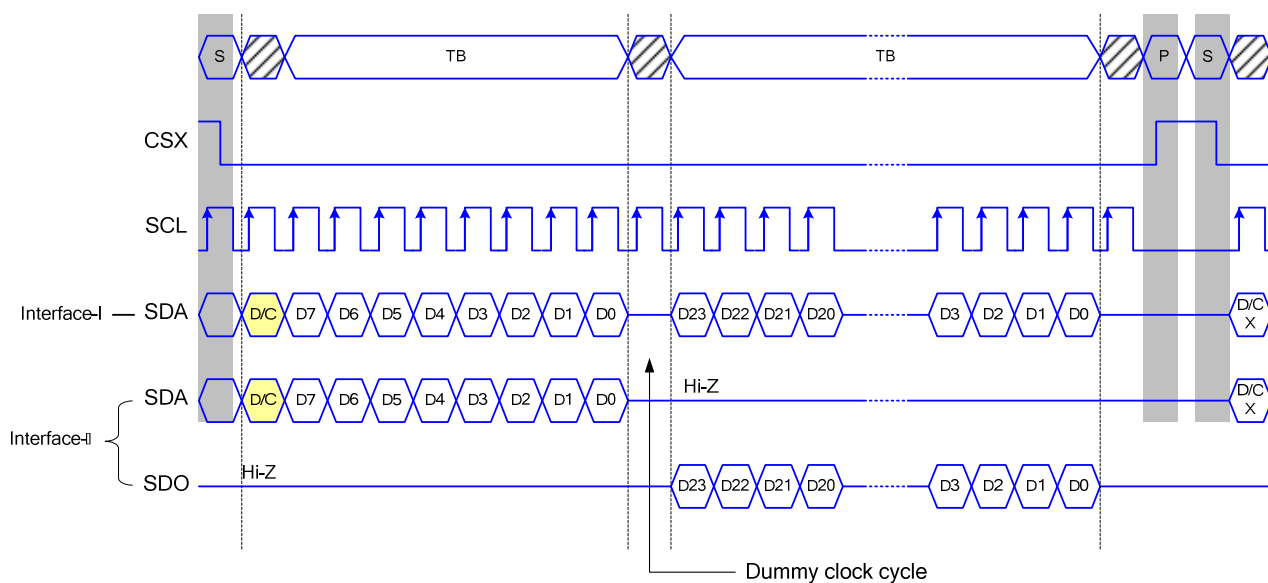 S TB TB P S
CSX
SCL
Interface-I SDA D/C D7 D6 D5 D4 D3 D2 D1 D0 D23 D22 D21 D20 D3 D2 D1 D0 D/C X
SDA D/C D7 D6 D5 D4 D3 D2 D1 D0 Hi-Z D/C X
Interface-
SDO Hi-Z D23 D22 D21 D20 D3 D2 D1 D0
Dummy clock cycle